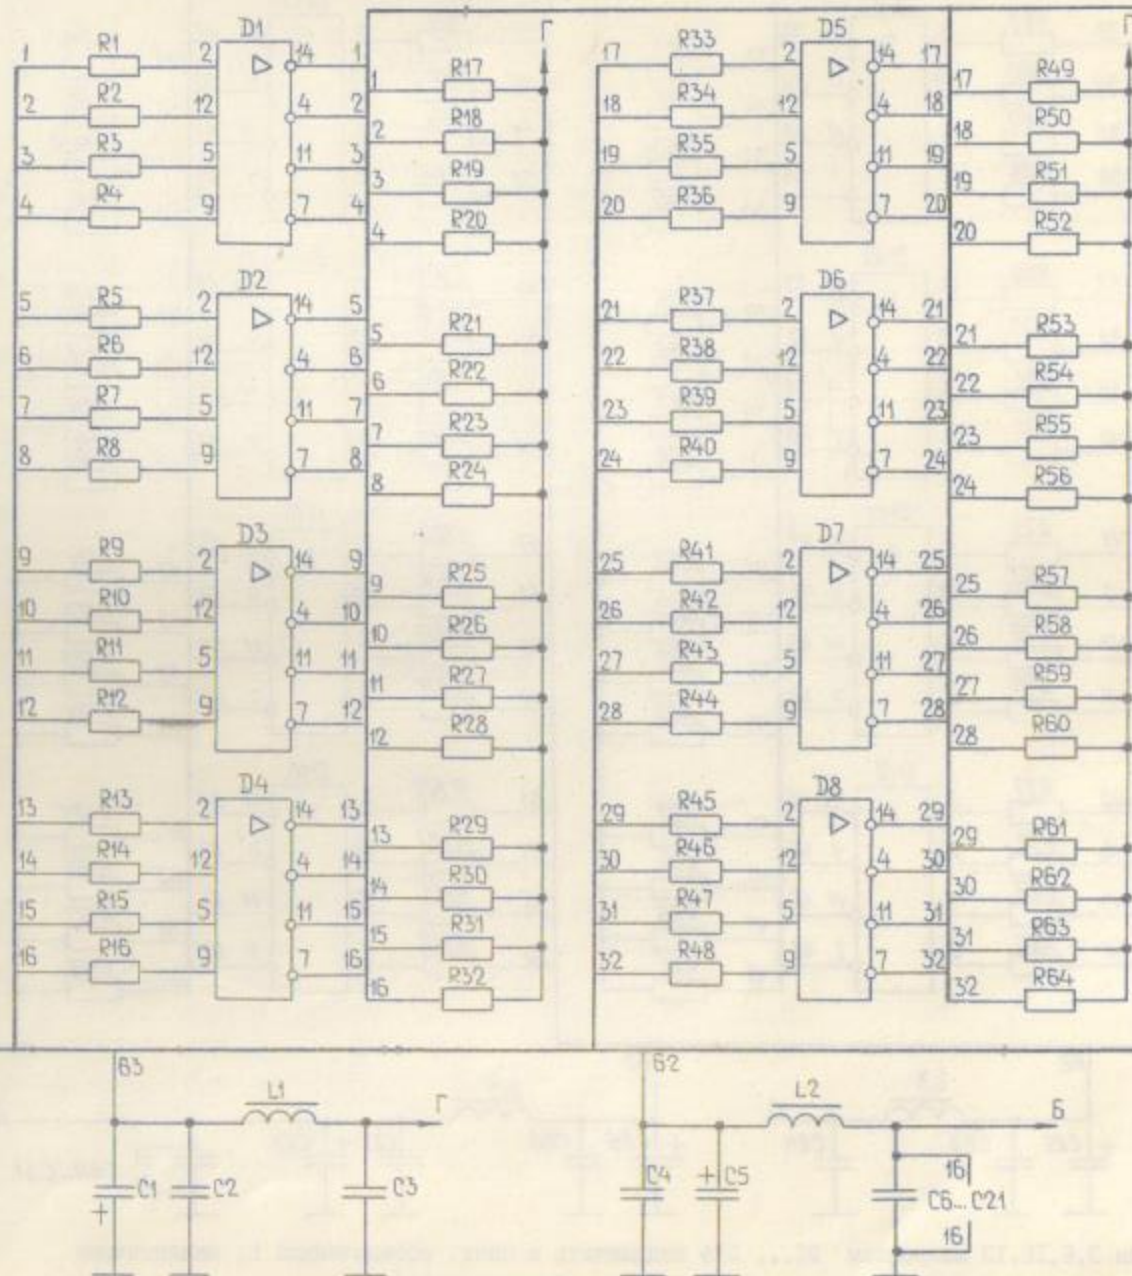 D1
1 R1 2 14 1
2 R2 12 4 2
3 R3 5 11 3
4 R4 9 7 4
Г
1 R17
2 R18
3 R19
4 R20
D2
5 R5 2 14 5
6 R6 12 4 6
7 R7 5 11 7
8 R8 9 7 8
5 R21
6 R22
7 R23
8 R24
D3
9 R9 2 14 9
10 R10 12 4 10
11 R11 5 11 11
12 R12 9 7 12
9 R25
10 R26
11 R27
12 R28
D4
13 R13 2 14 13
14 R14 12 4 14
15 R15 5 11 15
16 R16 9 7 16
13 R29
14 R30
15 R31
16 R32
D5
17 R33 2 14 17
18 R34 12 4 18
19 R35 5 11 19
20 R36 9 7 20
Г
17 R49
18 R50
19 R51
20 R52
D6
21 R37 2 14 21
22 R38 12 4 22
23 R39 5 11 23
24 R40 9 7 24
21 R53
22 R54
23 R55
24 R56
D7
25 R41 2 14 25
26 R42 12 4 26
27 R43 5 11 27
28 R44 9 7 28
25 R57
26 R58
27 R59
28 R60
D8
29 R45 2 14 29
30 R46 12 4 30
31 R47 5 11 31
32 R48 9 7 32
29 R61
30 R62
31 R63
32 R64
63
L1
Г
C1
+
C2
C3
62
L2
Б
C4
+ C5
16
C6...C21
16